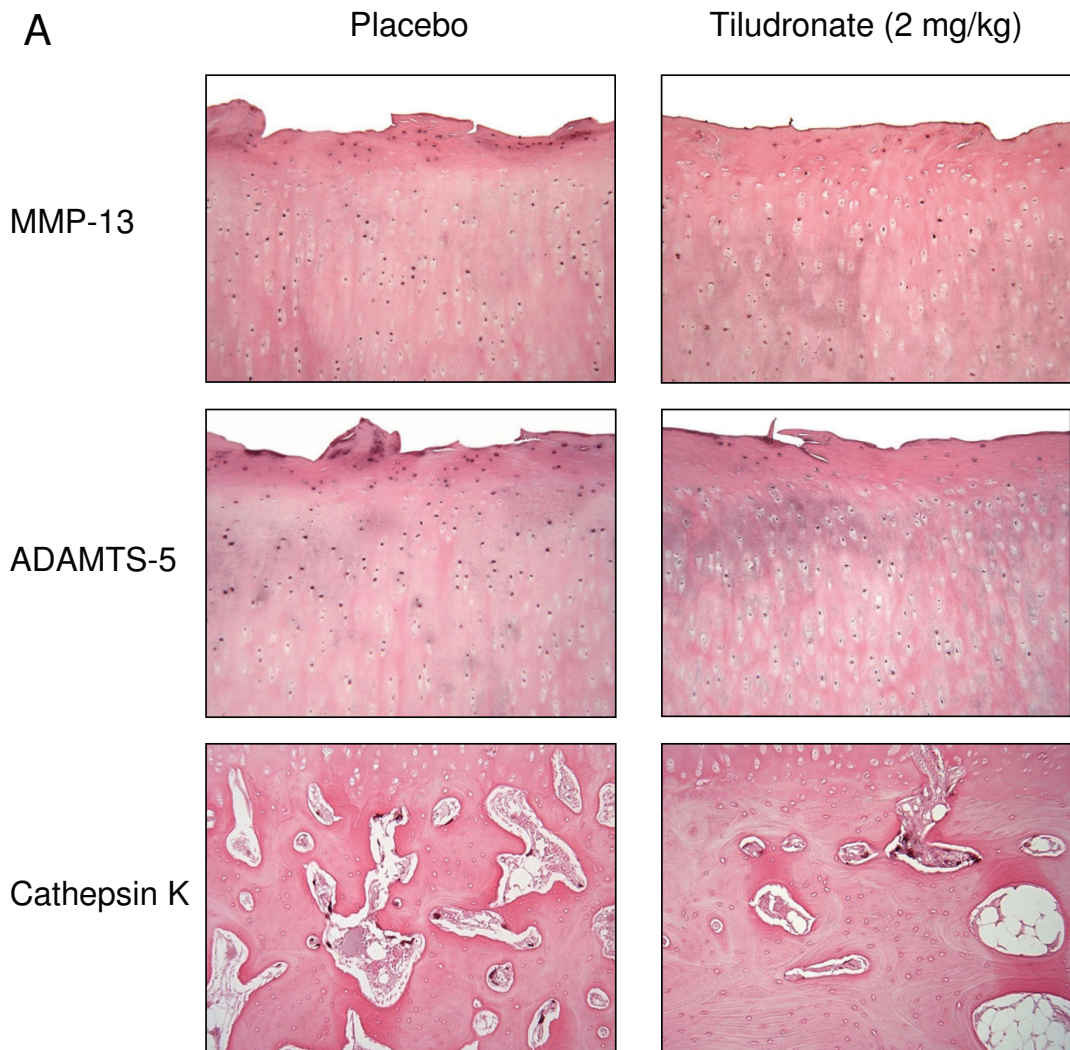 A
Placebo
Tiludronate (2 mg/kg)
MMP-13
ADAMTS-5
Cathepsin K